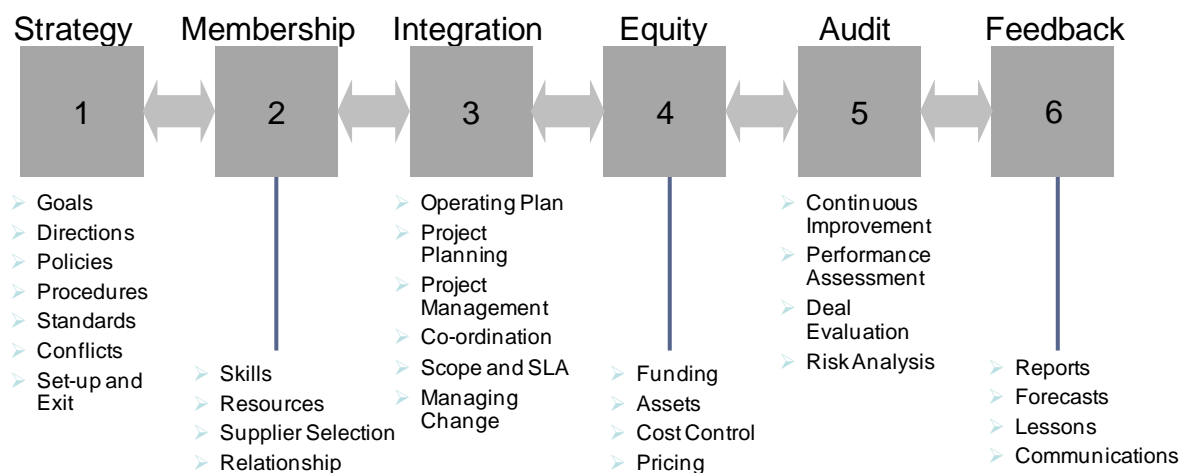 Strategy
Membership
Integration
Equity
Audit
Feedback
1
2
3
4
5
6
Goals
Directions
Policies
Procedures
Standards
Conflicts
Set-up and
Exit
Skills
Resources
Supplier Selection
Relationship
Operating Plan
Project
Planning
Project
Management
Co-ordination
Scope and SLA
Managing
Change
Funding
Assets
Cost Control
Pricing
Continuous
Improvement
Performance
Assessment
Deal
Evaluation
Risk Analysis
Reports
Forecasts
Lessons
Communications